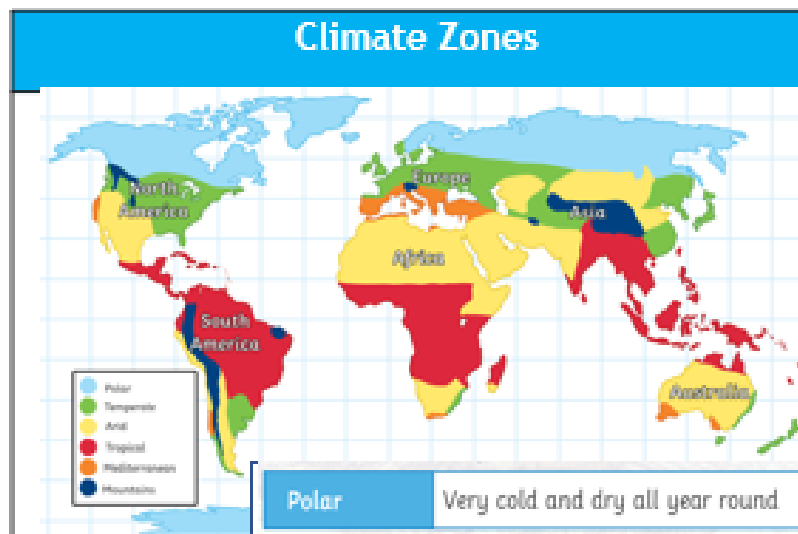 Climate Zones
North
America
Europe
Asia
Africa
South
America
Australia
Polar
Temperate
Arid
Tropical
Mediterranean
Mountains
Polar Very cold and dry all year round